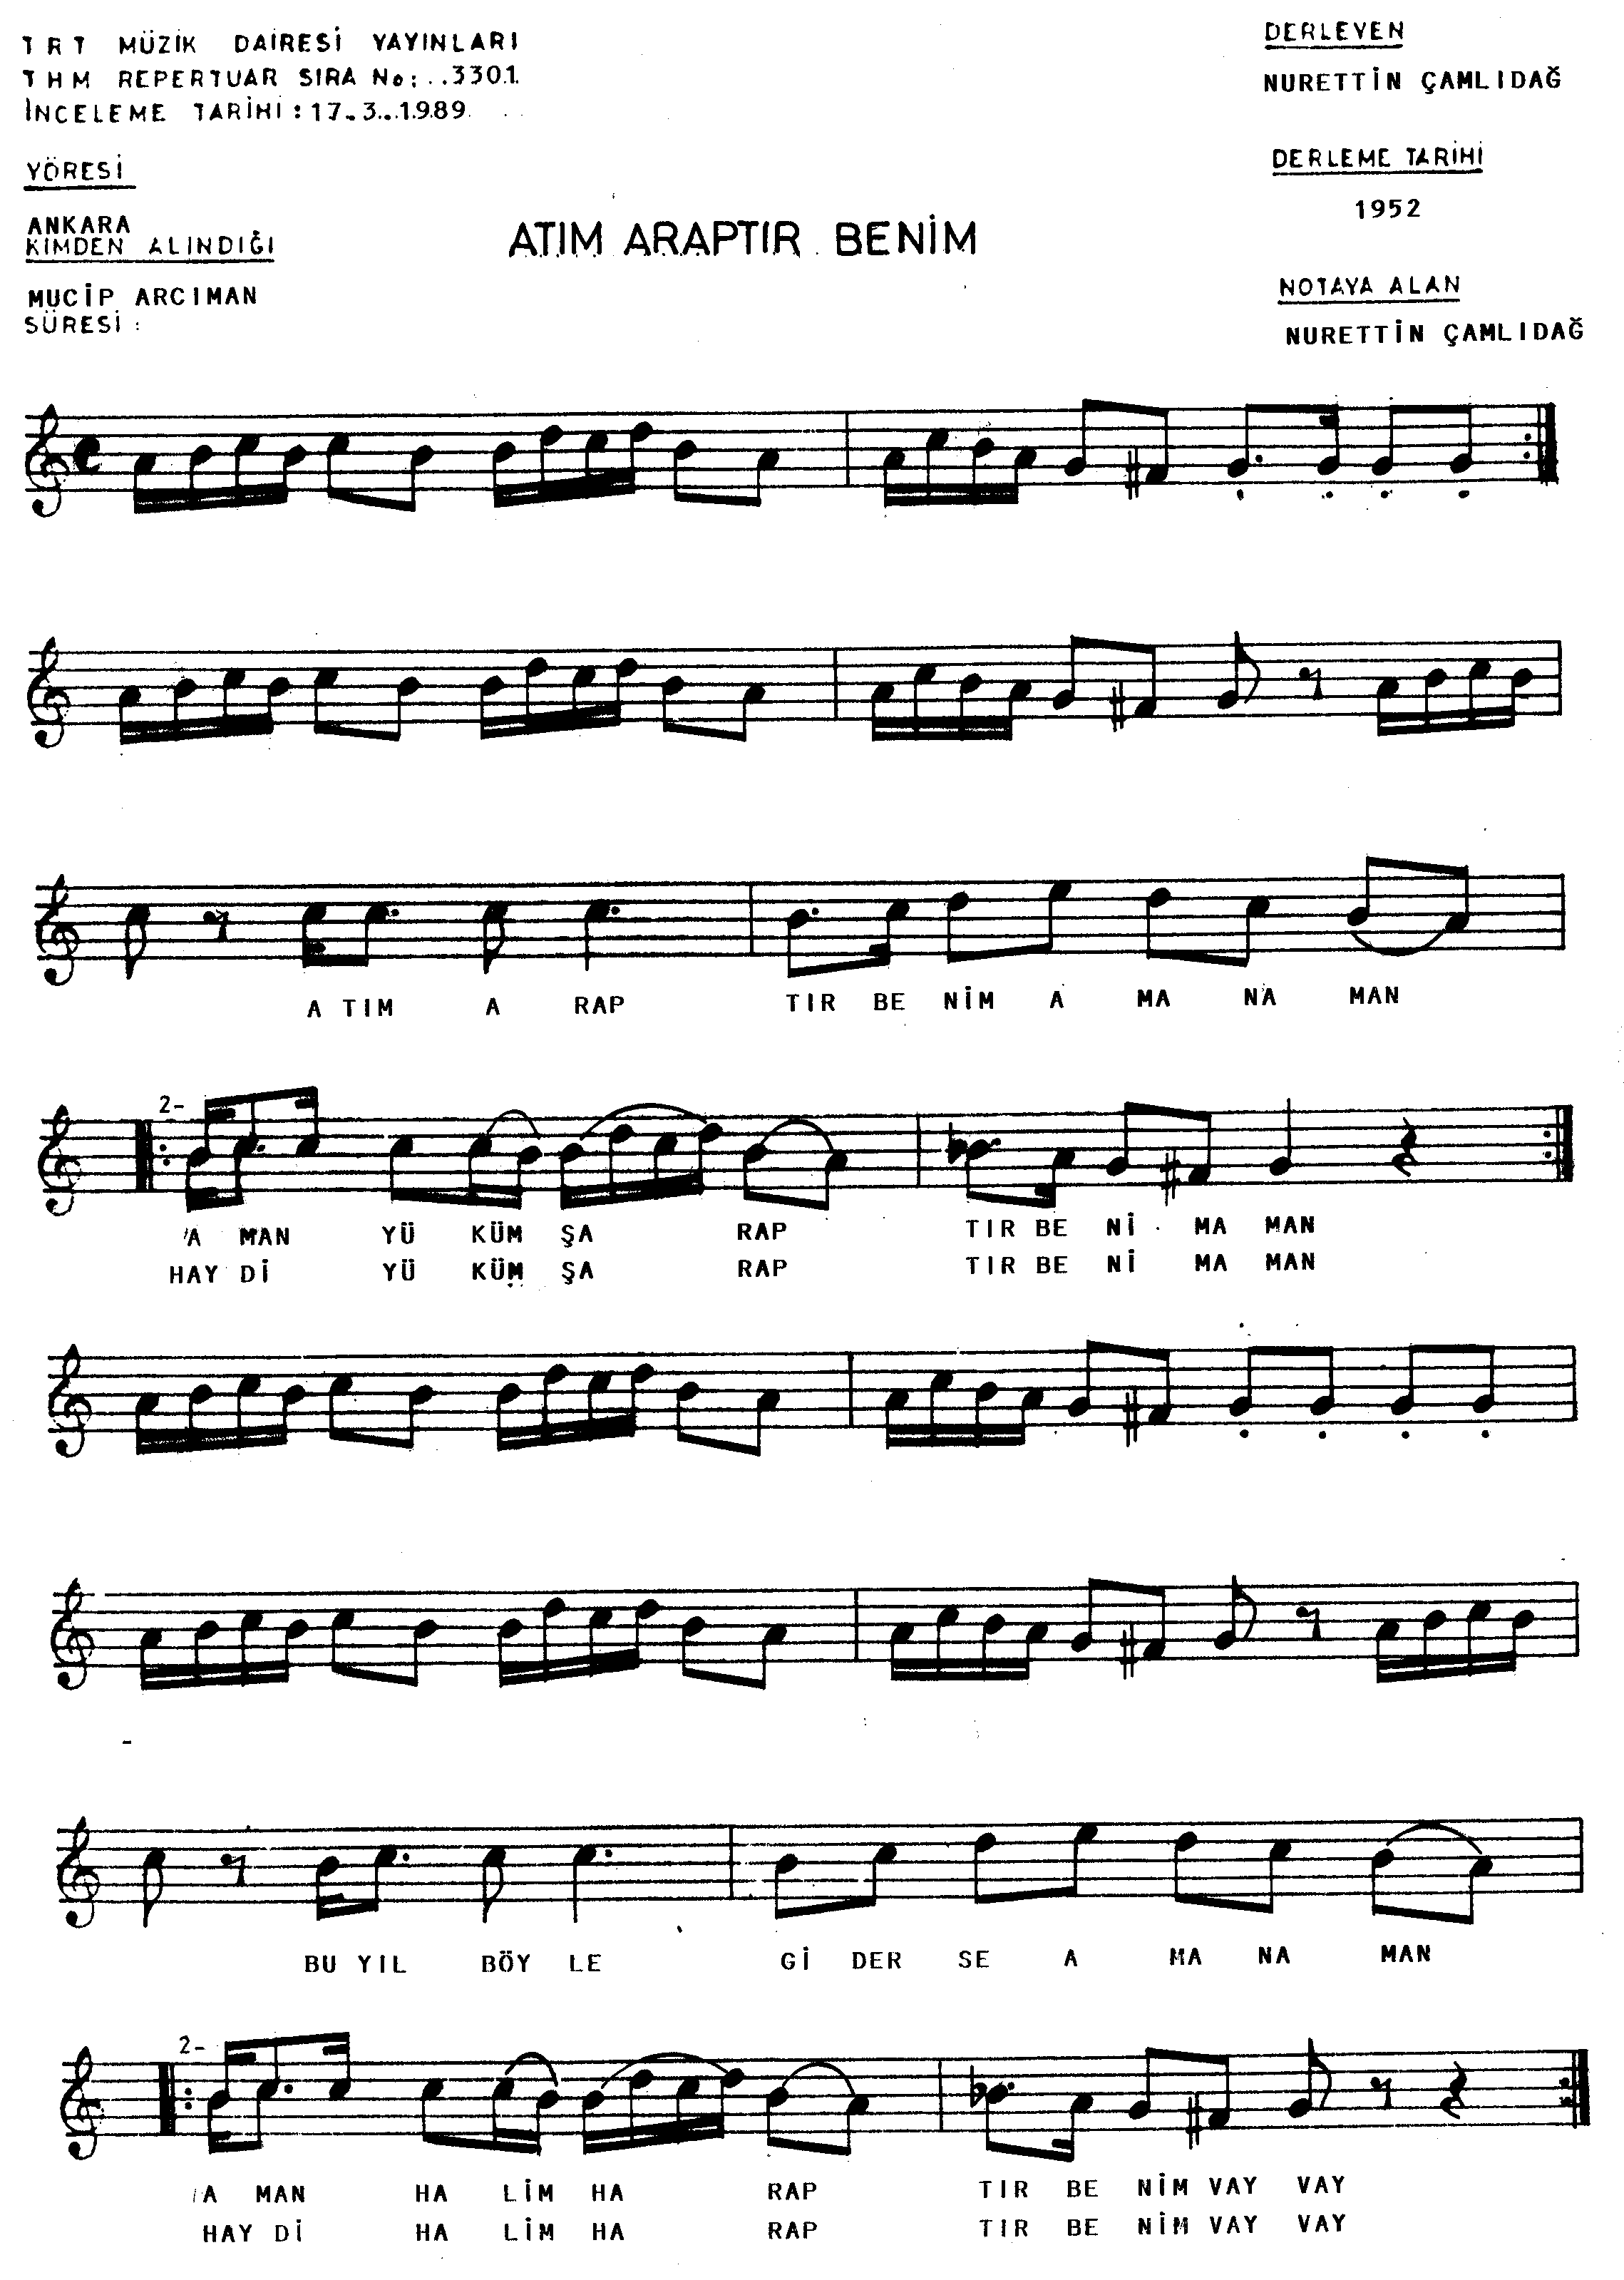 TRT MÜZİK DAİRESİ YAYINLARI
THM REPERTUAR SIRA No: ..3301.
İNCELEME TARİHİ: 17.3..1989
YÖRESİ
ANKARA
KİMDEN ALINDIĞI
MUCİP ARCIMAN
SÜRESİ:
ATIM ARAPTIR BENİM
DERLEYEN
NURETTİN ÇAMLIDAĞ
DERLEME TARİHİ
1952
NOTAYA ALAN
NURETTİN ÇAMLIDAĞ
A TIM A RAP TIR BE NİM A MA NA MAN
2-
A MAN YÜ KÜM ŞA RAP TIR BE Nİ MA MAN
HAY Dİ YÜ KÜM ŞA RAP TIR BE Nİ MA MAN
BU YIL BÖY LE Gİ DER SE A MA NA MAN
2-
A MAN HA LİM HA RAP TIR BE NİM VAY VAY
HAY Dİ HA LİM HA RAP TIR BE NİM VAY VAY